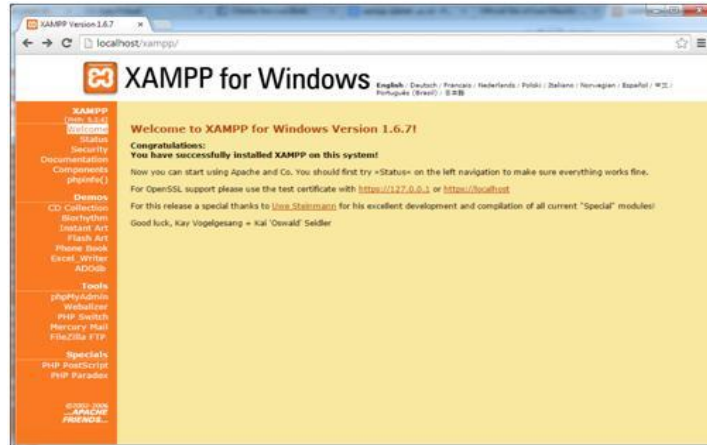 XAMPP Version 1.6.7
localhost/xampp/
XAMPP for Windows
English / Deutsch / Francais / Nederlands / Polski / Italiano / Norwegian / Español / 中文 /
Português (Brasil) / 日本語
XAMPP
Welcome
Status
Security
Documentation
Components
phpinfo()
Demos
CD Collection
Biorhythm
Instant Art
Flash Art
Phone Book
Excel_Writer
ADOdb
Tools
phpMyAdmin
Webalizer
PHP Switch
Mercury Mail
FileZilla FTP
Specials
PHP PostScript
PHP Paradox
©2002-2006
...APACHE
FRIENDS...
Welcome to XAMPP for Windows Version 1.6.7!
Congratulations:
You have successfully installed XAMPP on this system!
Now you can start using Apache and Co. You should first try »Status« on the left navigation to make sure everything works fine.
For OpenSSL support please use the test certificate with https://127.0.0.1 or https://localhost
For this release a special thanks to Uwe Steinmann for his excellent development and compilation of all current "Special" modules!
Good luck, Kay Vogelgesang + Kai 'Oswald' Seidler